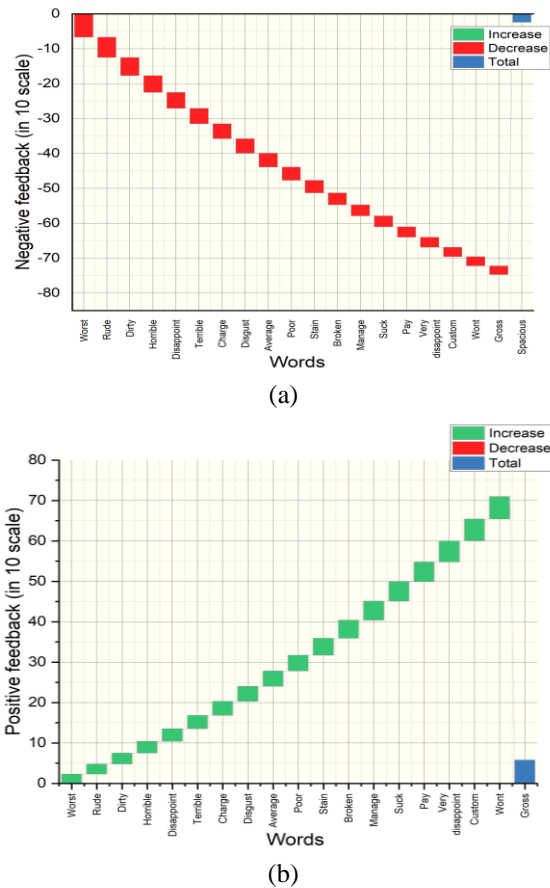 0
-10
-20
-30
-40
-50
-60
-70
-80
Negative feedback (in 10 scale)
Increase
Decrease
Total
Worst
Rude
Dirty
Horrible
Disappoint
Terrible
Charge
Disgust
Average
Poor
Stain
Broken
Manage
Suck
Pay
Very
disappoint
Custom
Wont
Gross
Spacious
Words
(a)
Increase
Decrease
Total
80
70
60
50
40
30
20
10
0
Positive feedback (in 10 scale)
Worst
Rude
Dirty
Horrible
Disappoint
Terrible
Charge
Disgust
Average
Poor
Stain
Broken
Manage
Suck
Pay
Very
disappoint
Custom
Wont
Gross
Words
(b)